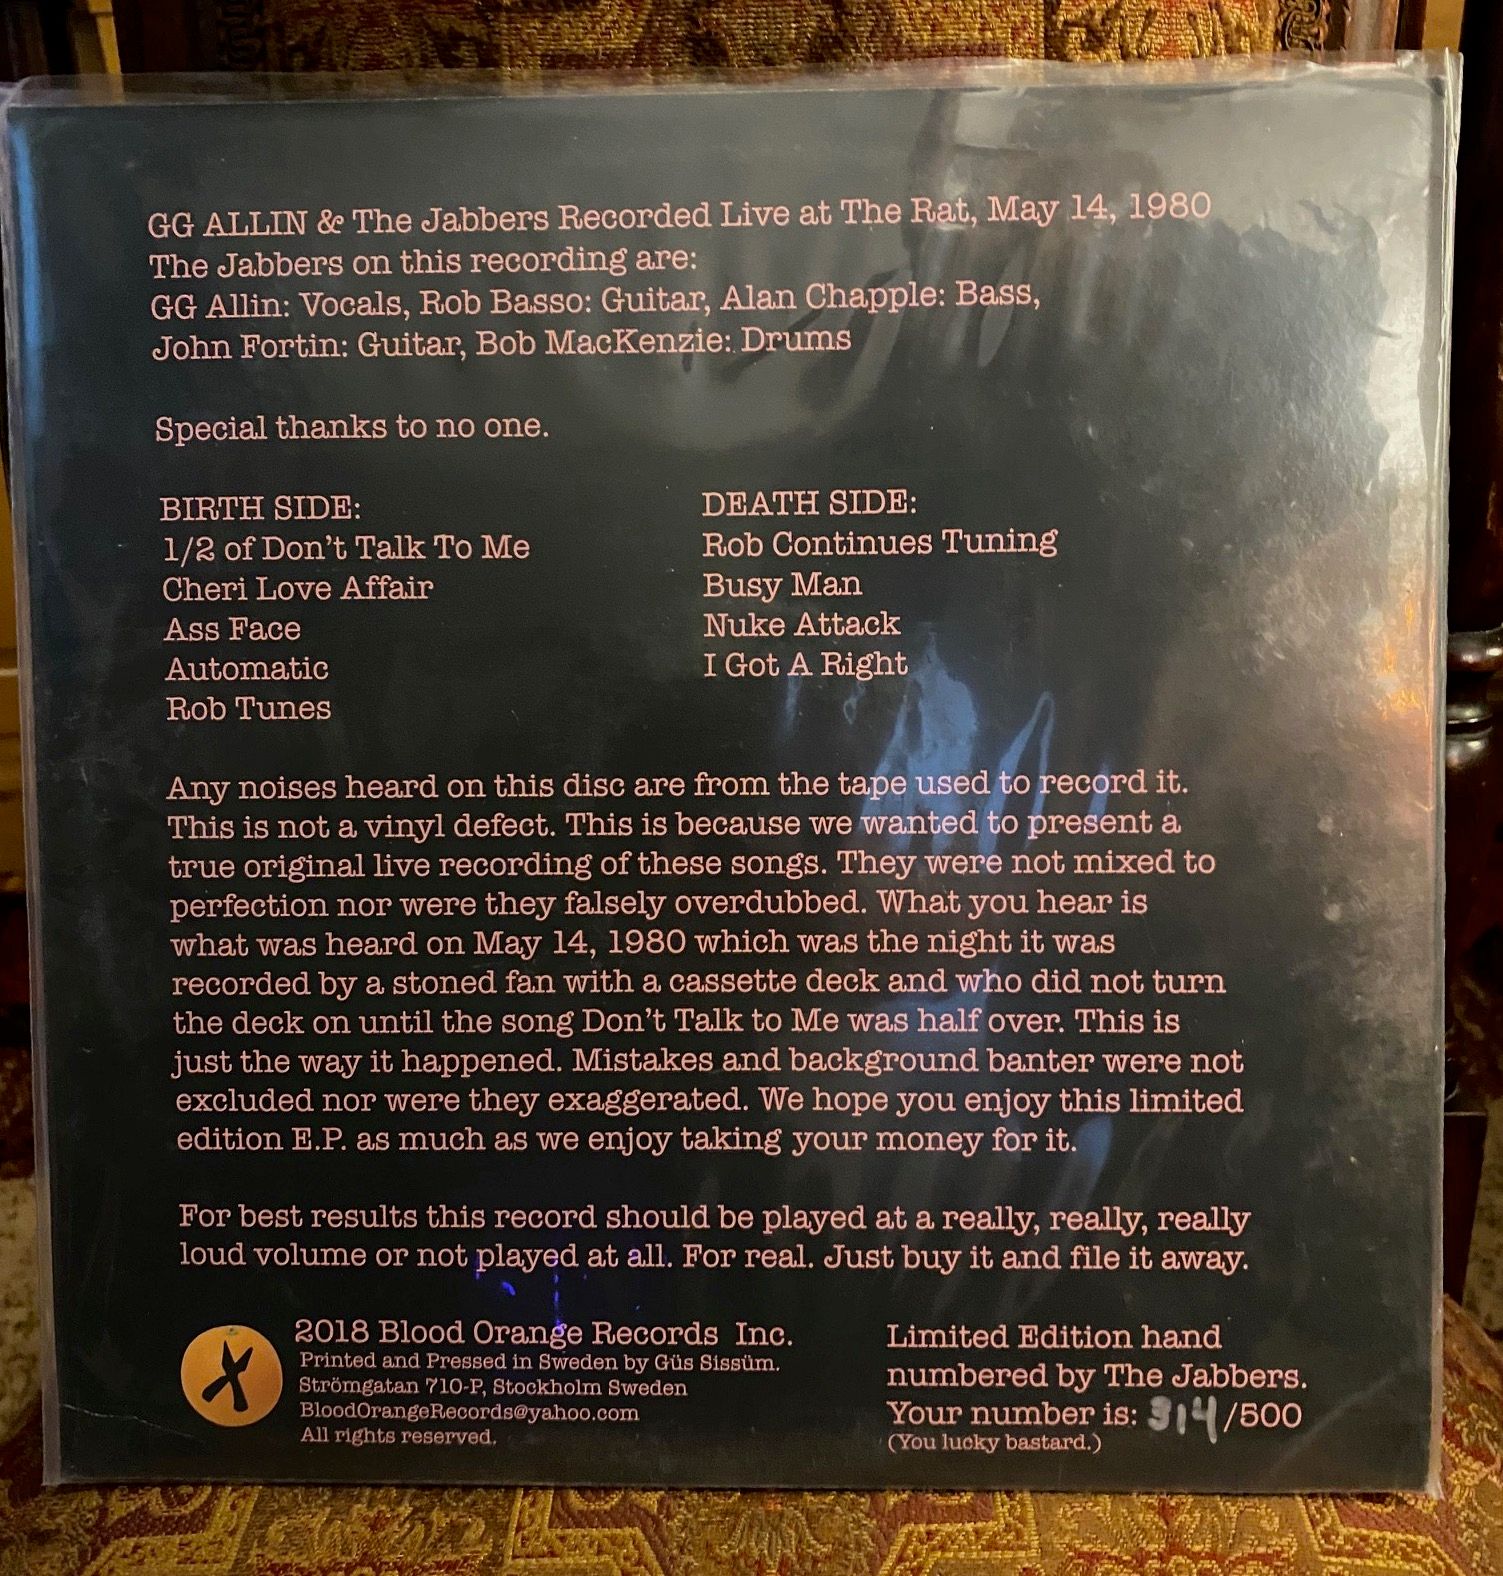 GG ALLIN & The Jabbers Recorded Live at The Rat, May 14, 1980
The Jabbers on this recording are:
GG Allin: Vocals, Rob Basso: Guitar, Alan Chapple: Bass,
John Fortin: Guitar, Bob MacKenzie: Drums
Special thanks to no one.
BIRTH SIDE:
1/2 of Don't Talk To Me
Cheri Love Affair
Ass Face
Automatic
Rob Tunes
DEATH SIDE:
Rob Continues Tuning
Busy Man
Nuke Attack
I Got A Right
Any noises heard on this disc are from the tape used to record it.
This is not a vinyl defect. This is because we wanted to present a
true original live recording of these songs. They were not mixed to
perfection nor were they falsely overdubbed. What you hear is
what was heard on May 14, 1980 which was the night it was
recorded by a stoned fan with a cassette deck and who did not turn
the deck on until the song Don't Talk to Me was half over. This is
just the way it happened. Mistakes and background banter were not
excluded nor were they exaggerated. We hope you enjoy this limited
edition E.P. as much as we enjoy taking your money for it.
For best results this record should be played at a really, really, really
loud volume or not played at all. For real. Just buy it and file it away.
2018 Blood Orange Records Inc.
Printed and Pressed in Sweden by Güs Sissüm.
Strömgatan 710-P, Stockholm Sweden
BloodOrangeRecords@yahoo.com
All rights reserved.
Limited Edition hand
numbered by The Jabbers.
Your number is: 314/500
(You lucky bastard.)